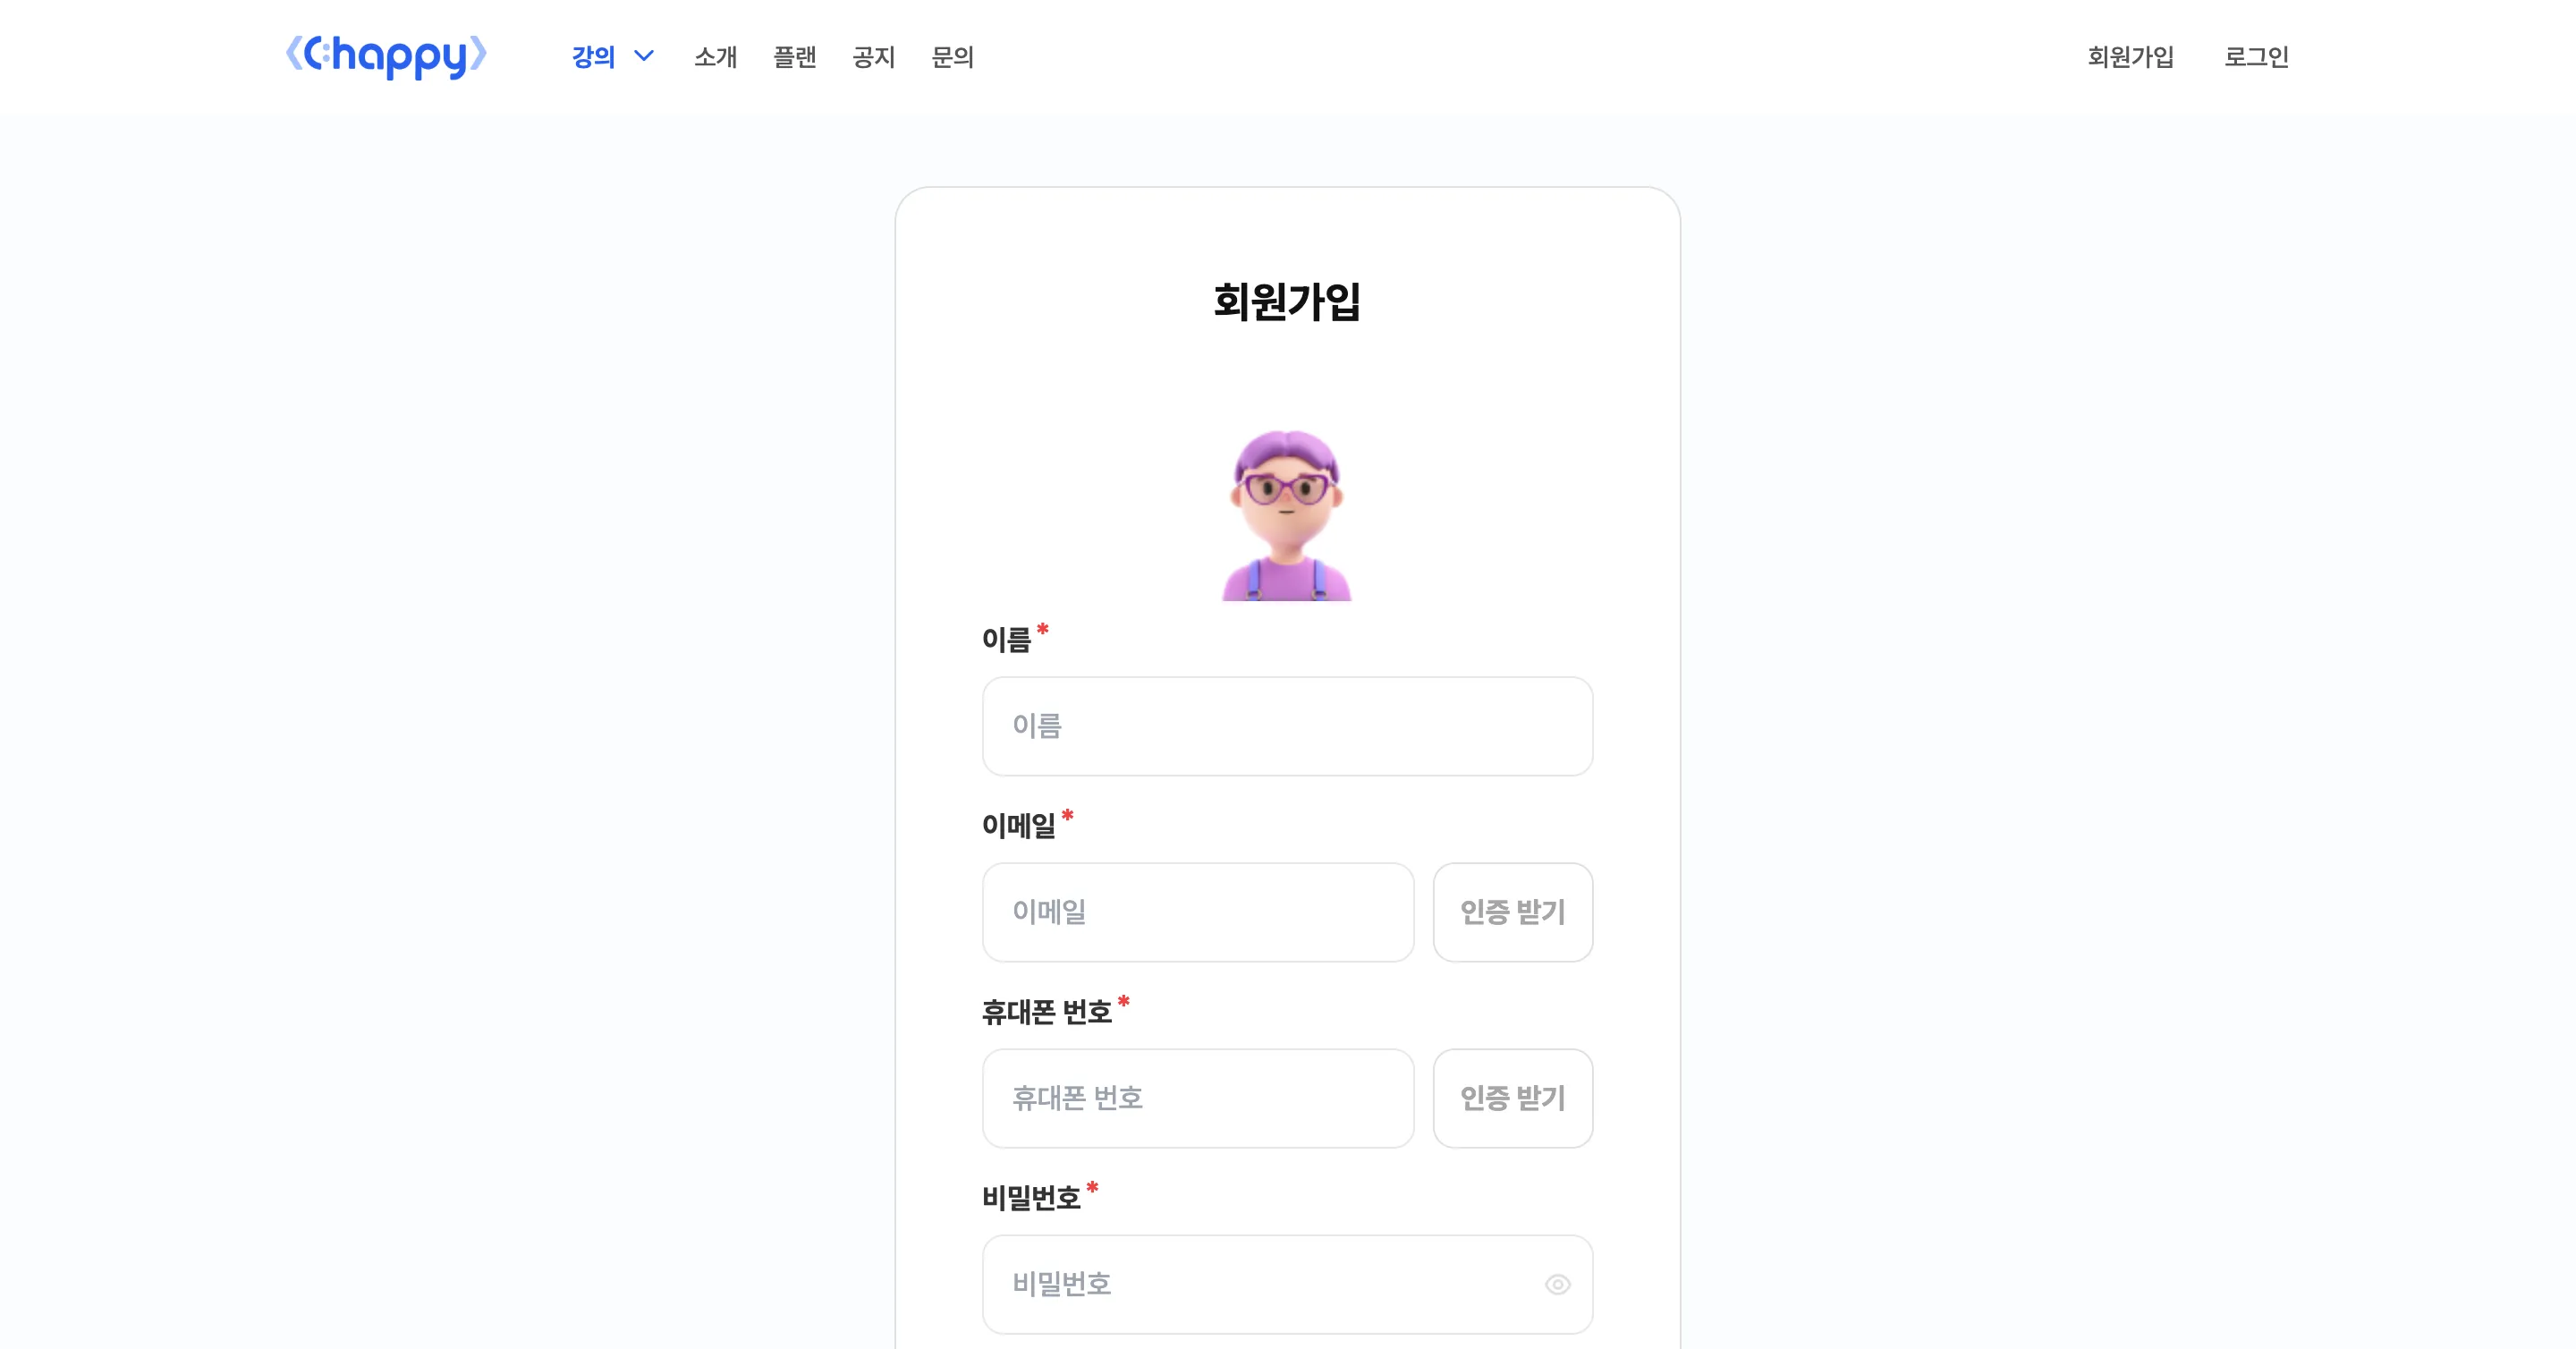 C:happy 강의 소개 플랜 공지 문의 회원가입 로그인
회원가입
이름 *
이름
이메일 *
이메일 인증 받기
휴대폰 번호 *
휴대폰 번호 인증 받기
비밀번호 *
비밀번호